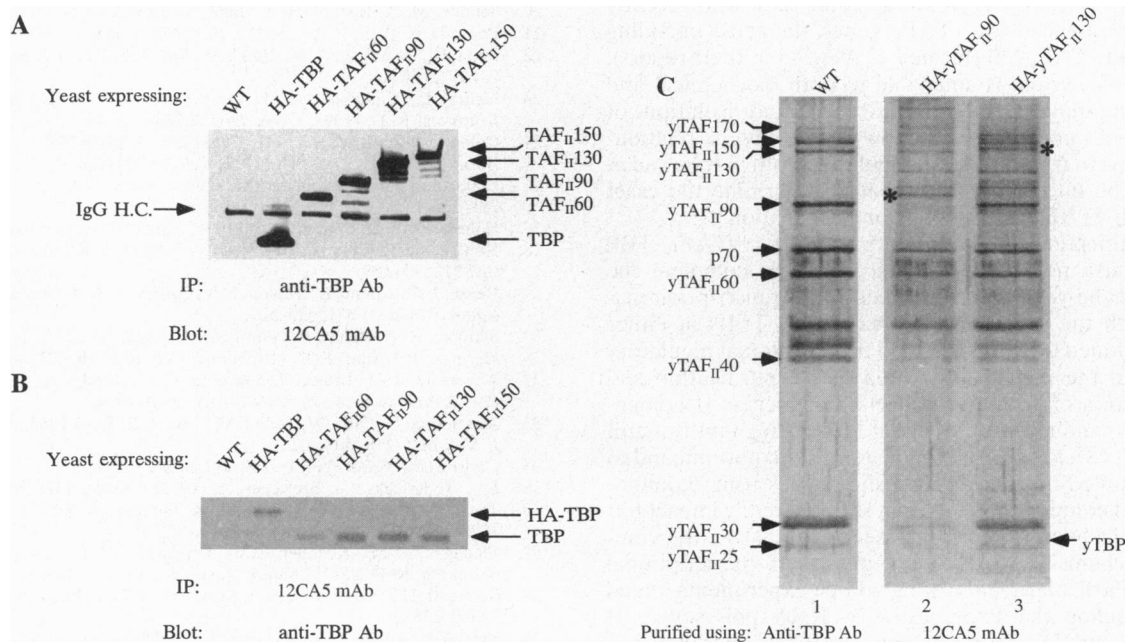 A
Yeast expressing:
WT
HA-TBP
HA-TAFII60
HA-TAFII90
HA-TAFII130
HA-TAFII150
TAFII150
TAFII130
TAFII90
TAFII60
IgG H.C.
TBP
IP: anti-TBP Ab
Blot: 12CA5 mAb
B
Yeast expressing:
WT
HA-TBP
HA-TAFII60
HA-TAFII90
HA-TAFII130
HA-TAFII150
HA-TBP
TBP
IP: 12CA5 mAb
Blot: anti-TBP Ab
C
WT
HA-yTAFII90
HA-yTAFII130
yTAF170
yTAFII150
yTAFII130
*
*
yTAFII90
p70
yTAFII60
yTAFII40
yTAFII30
yTAFII25
yTBP
1 2 3
Purified using: Anti-TBP Ab 12CA5 mAb